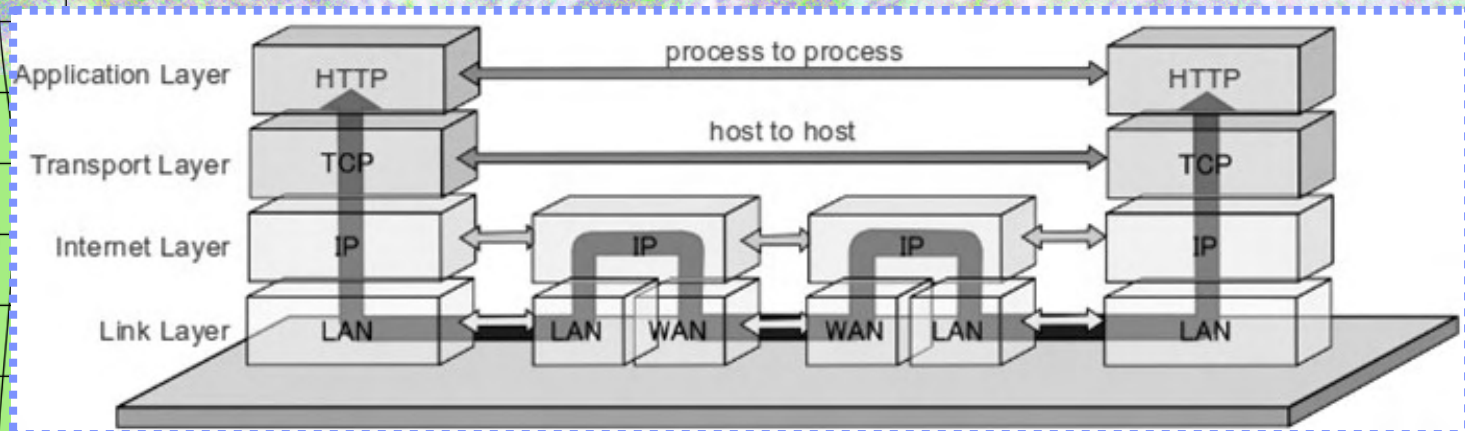 process to process
Application Layer HTTP HTTP
host to host
Transport Layer TCP TCP
Internet Layer IP IP IP IP
Link Layer LAN LAN WAN WAN LAN LAN